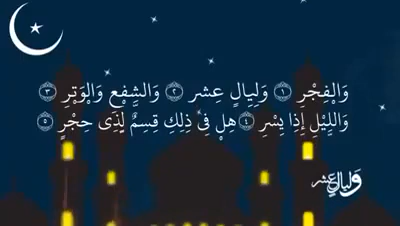 وَالْفَجْرِ ١ وَلَيَالٍ عَشْرٍ ٢ وَالشَّفْعِ وَالْوَتْرِ ٣
وَاللَّيْلِ إِذَا يَسْرِ ٤ هَلْ فِي ذَٰلِكَ قَسَمٌ لِّذِي حِجْرٍ ٥
وليال عشر